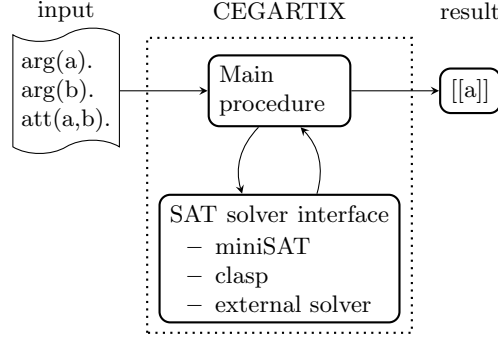 input
CEGARTIX
result
arg(a).
arg(b).
att(a,b).
Main
procedure
[[a]]
SAT solver interface
– miniSAT
– clasp
– external solver